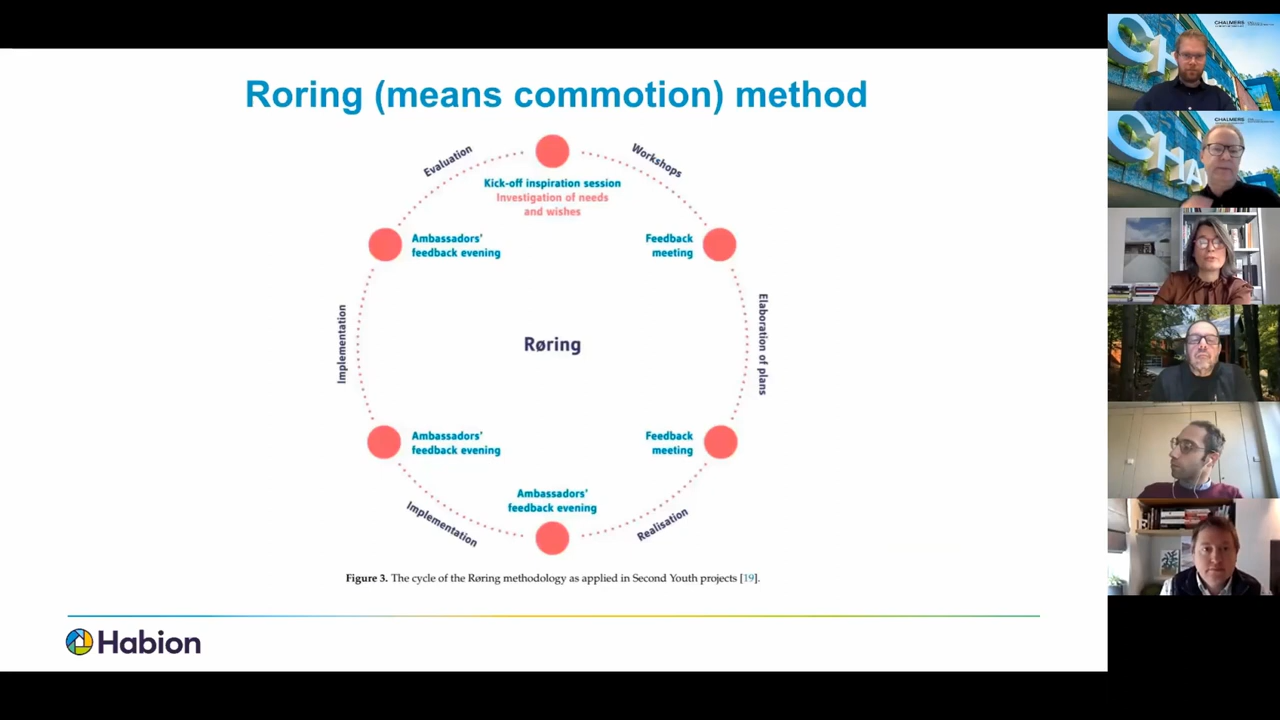 Roring (means commotion) method
Evaluation
Workshops
Kick-off inspiration session
Investigation of needs
and wishes
Ambassadors'
feedback evening
Feedback
meeting
Implementation
Røring
Elaboration of plans
Ambassadors'
feedback evening
Feedback
meeting
Ambassadors'
feedback evening
Implementation
Realisation
Figure 3. The cycle of the Røring methodology as applied in Second Youth projects [19].
Habion
CHALMERS
CHALMERS